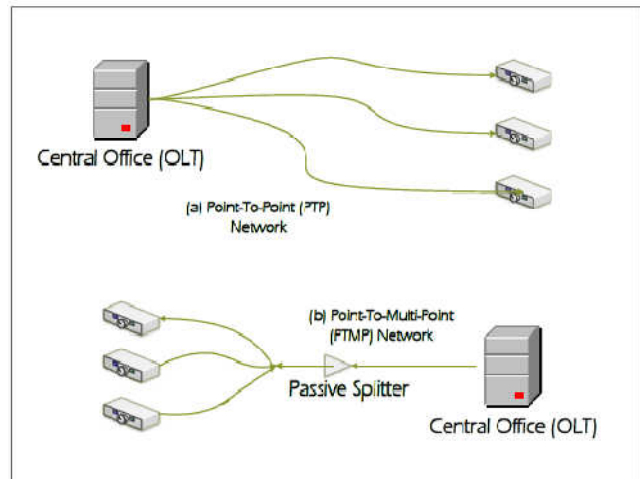 Central Office (OLT)
(a) Point-To-Point (PTP)
Network
(b) Point-To-Multi-Point
(PTMP) Network
Passive Splitter
Central Office (OLT)